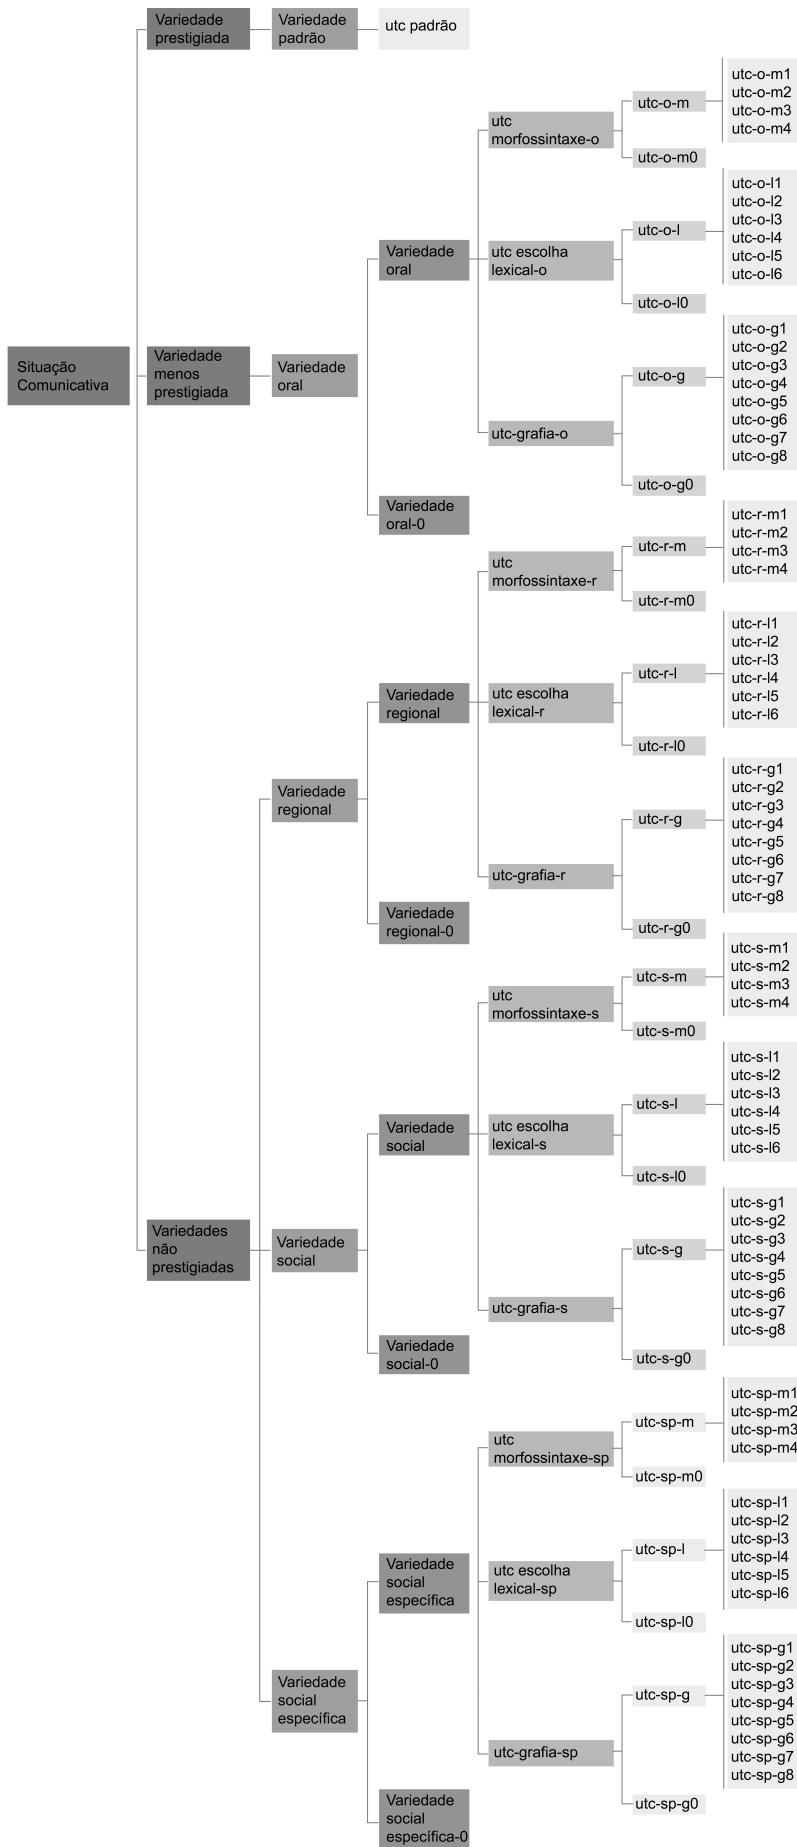 Variedade
prestigiada
Variedade
padrão
utc padrão
utc-o-m1
utc-o-m2
utc-o-m3
utc-o-m4
utc-o-m
utc
morfossintaxe-o
utc-o-m0
utc-o-l1
utc-o-l2
utc-o-l3
utc-o-l4
utc-o-l5
utc-o-l6
utc-o-l
Variedade
oral
utc escolha
lexical-o
utc-o-l0
utc-o-g1
utc-o-g2
utc-o-g3
utc-o-g4
utc-o-g5
utc-o-g6
utc-o-g7
utc-o-g8
Situação
Comunicativa
Variedade
menos
prestigiada
Variedade
oral
utc-o-g
utc-grafia-o
utc-o-g0
Variedade
oral-0
utc-r-m1
utc-r-m2
utc-r-m3
utc-r-m4
utc-r-m
utc
morfossintaxe-r
utc-r-m0
utc-r-l1
utc-r-l2
utc-r-l3
utc-r-l4
utc-r-l5
utc-r-l6
utc-r-l
Variedade
regional
utc escolha
lexical-r
utc-r-l0
utc-r-g1
utc-r-g2
utc-r-g3
utc-r-g4
utc-r-g5
utc-r-g6
utc-r-g7
utc-r-g8
Variedade
regional
utc-r-g
utc-grafia-r
Variedade
regional-0
utc-r-g0
utc-s-m1
utc-s-m2
utc-s-m3
utc-s-m4
utc-s-m
utc
morfossintaxe-s
utc-s-m0
utc-s-l1
utc-s-l2
utc-s-l3
utc-s-l4
utc-s-l5
utc-s-l6
utc-s-l
Variedade
social
utc escolha
lexical-s
utc-s-l0
utc-s-g1
utc-s-g2
utc-s-g3
utc-s-g4
utc-s-g5
utc-s-g6
utc-s-g7
utc-s-g8
Variedades
não
prestigiadas
Variedade
social
utc-s-g
utc-grafia-s
Variedade
social-0
utc-s-g0
utc-sp-m1
utc-sp-m2
utc-sp-m3
utc-sp-m4
utc-sp-m
utc
morfossintaxe-sp
utc-sp-m0
utc-sp-l1
utc-sp-l2
utc-sp-l3
utc-sp-l4
utc-sp-l5
utc-sp-l6
utc-sp-l
Variedade
social
específica
utc escolha
lexical-sp
utc-sp-l0
utc-sp-g1
utc-sp-g2
utc-sp-g3
utc-sp-g4
utc-sp-g5
utc-sp-g6
utc-sp-g7
utc-sp-g8
Variedade
social
específica
utc-sp-g
utc-grafia-sp
utc-sp-g0
Variedade
social
específica-0